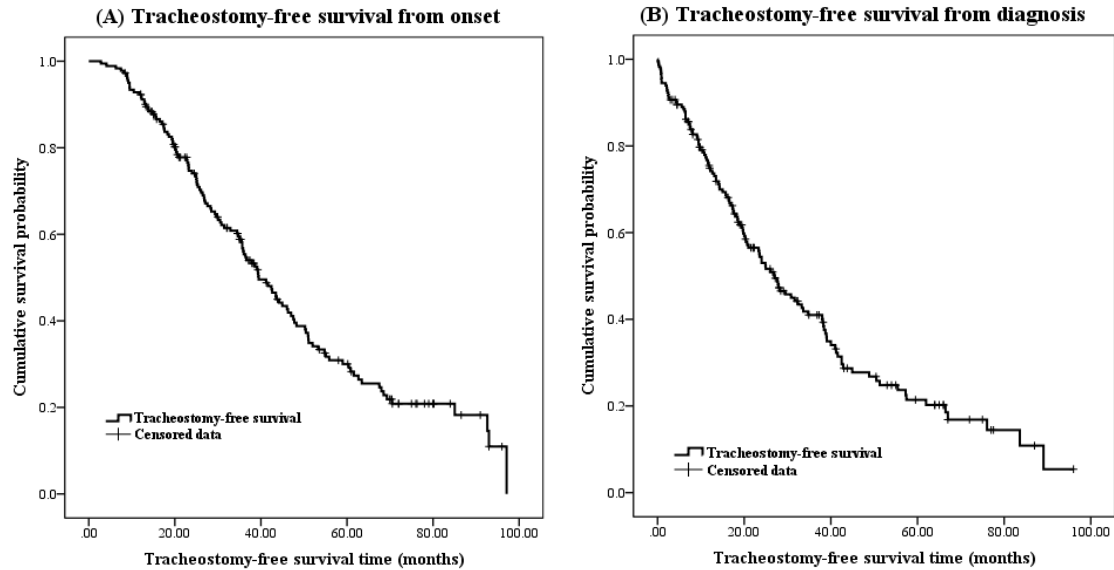 (A) Tracheostomy-free survival from onset
Cumulative survival probability
1.0
0.8
0.6
0.4
0.2
0.0
Tracheostomy-free survival
Censored data
.00 20.00 40.00 60.00 80.00 100.00
Tracheostomy-free survival time (months)
(B) Tracheostomy-free survival from diagnosis
Cumulative survival probability
1.0
0.8
0.6
0.4
0.2
0.0
Tracheostomy-free survival
Censored data
.00 20.00 40.00 60.00 80.00 100.00
Tracheostomy-free survival time (months)